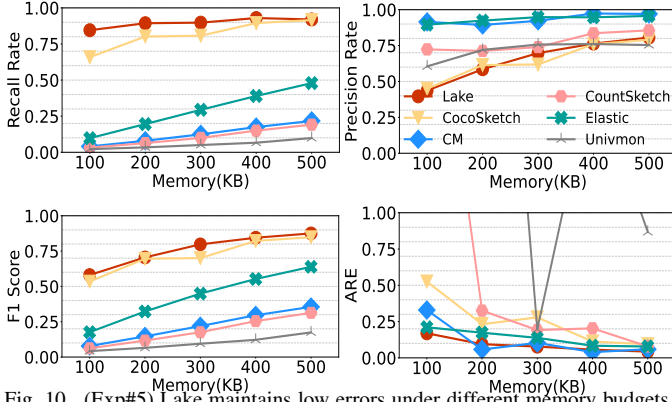 1.00
0.75
0.50
0.25
0.00
Recall Rate
100 200 300 400 500
Memory(KB)
1.00
0.75
0.50
0.25
0.00
Precision Rate
Lake
CocoSketch
CM
CountSketch
Elastic
Univmon
100 200 300 400 500
Memory(KB)
1.00
0.75
0.50
0.25
0.00
F1 Score
100 200 300 400 500
Memory(KB)
1.00
0.75
0.50
0.25
0.00
ARE
100 200 300 400 500
Memory(KB)
Fig. 10. (Exp#5) Lake maintains low errors under different memory budgets